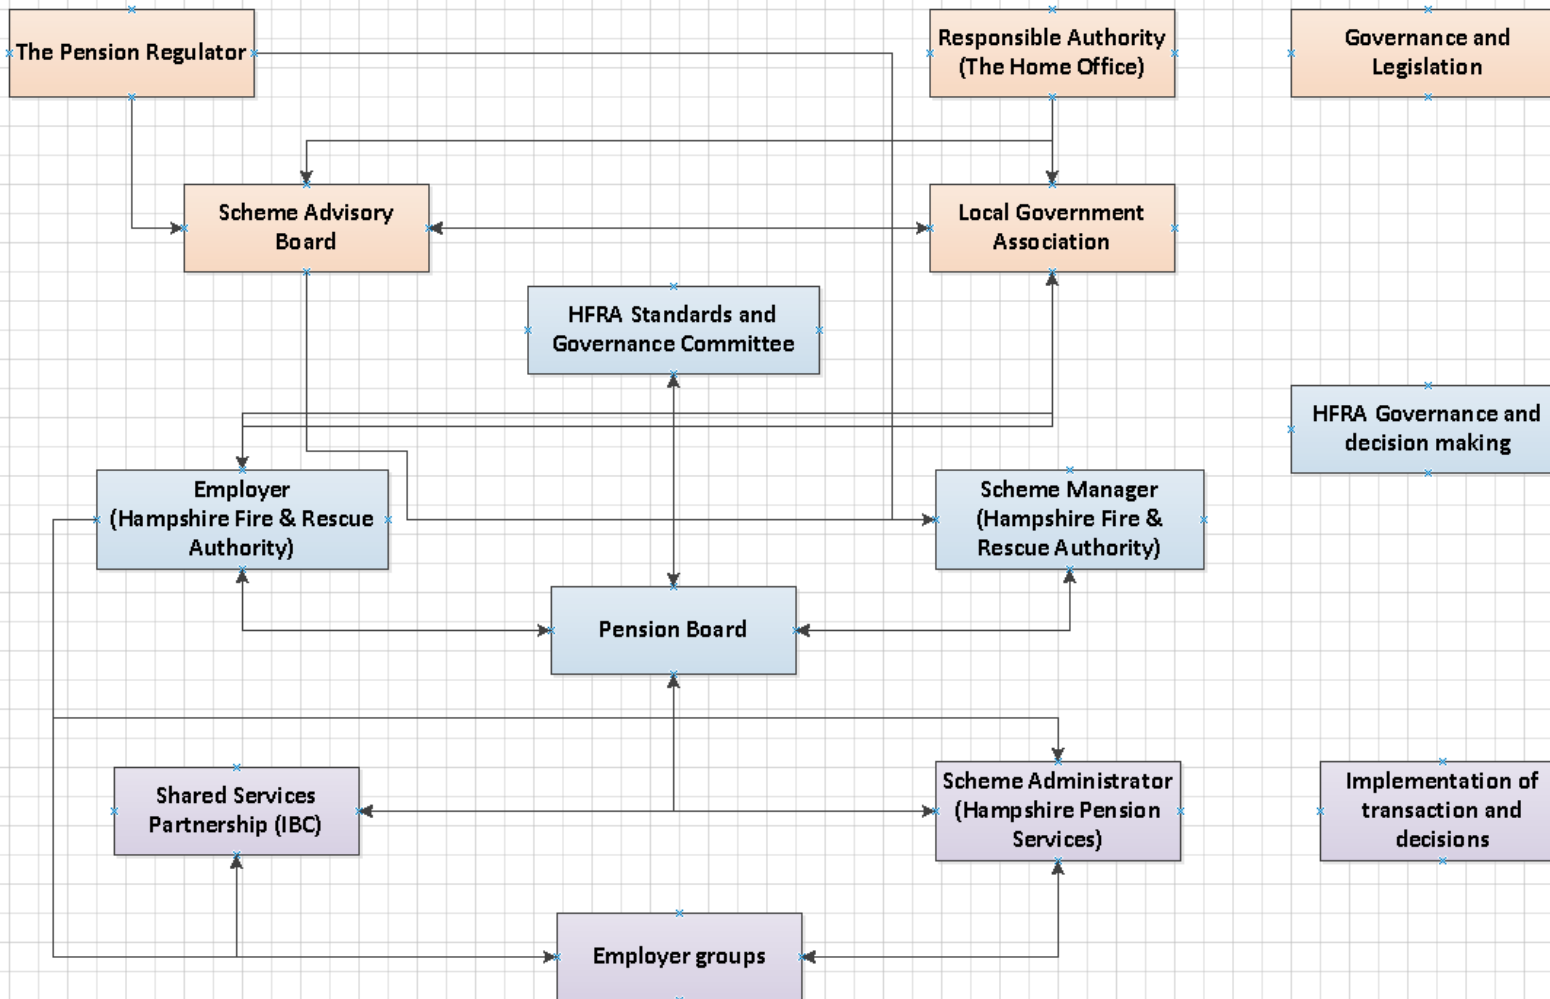 The Pension Regulator
Responsible Authority
(The Home Office)
Governance and
Legislation
Scheme Advisory
Board
Local Government
Association
HFRA Standards and
Governance Committee
HFRA Governance and
decision making
Employer
(Hampshire Fire & Rescue
Authority)
Scheme Manager
(Hampshire Fire &
Rescue Authority)
Pension Board
Shared Services
Partnership (IBC)
Scheme Administrator
(Hampshire Pension
Services)
Implementation of
transaction and
decisions
Employer groups